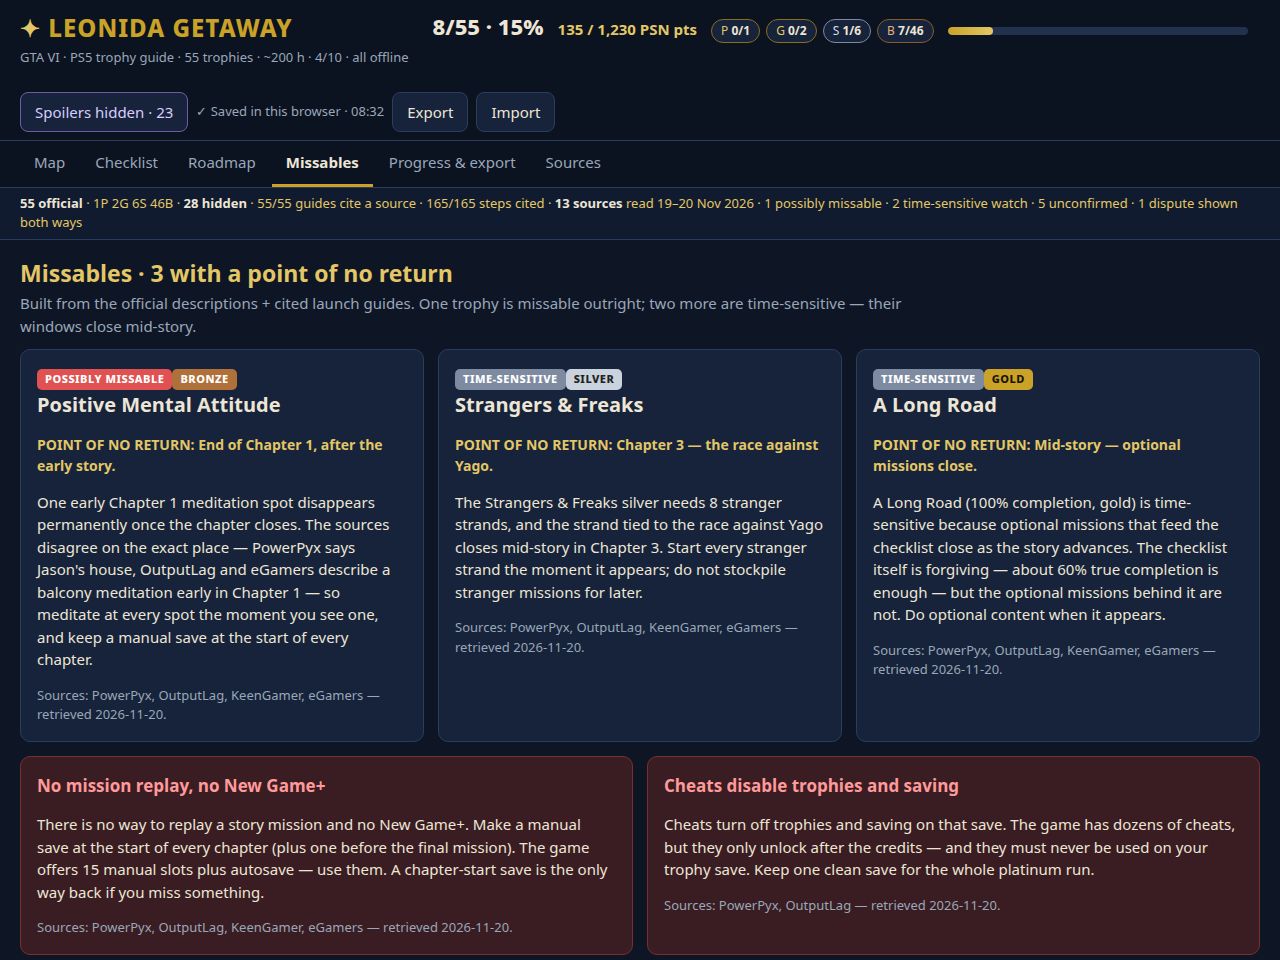 ✦ LEONIDA GETAWAY
GTA VI · PS5 trophy guide · 55 trophies · ~200 h · 4/10 · all offline
8/55 · 15%
135 / 1,230 PSN pts
P 0/1
G 0/2
S 1/6
B 7/46
Spoilers hidden · 23
✓ Saved in this browser · 08:32
Export
Import
Map
Checklist
Roadmap
Missables
Progress & export
Sources
55 official · 1P 2G 6S 46B · 28 hidden · 55/55 guides cite a source · 165/165 steps cited · 13 sources read 19–20 Nov 2026 · 1 possibly missable · 2 time-sensitive watch · 5 unconfirmed · 1 dispute shown
both ways
Missables · 3 with a point of no return
Built from the official descriptions + cited launch guides. One trophy is missable outright; two more are time-sensitive — their
windows close mid-story.
POSSIBLY MISSABLE
BRONZE
Positive Mental Attitude
POINT OF NO RETURN: End of Chapter 1, after the
early story.
One early Chapter 1 meditation spot disappears
permanently once the chapter closes. The sources
disagree on the exact place — PowerPyx says
Jason's house, OutputLag and eGamers describe a
balcony meditation early in Chapter 1 — so
meditate at every spot the moment you see one,
and keep a manual save at the start of every
chapter.
Sources: PowerPyx, OutputLag, KeenGamer, eGamers —
retrieved 2026-11-20.
TIME-SENSITIVE
SILVER
Strangers & Freaks
POINT OF NO RETURN: Chapter 3 — the race against
Yago.
The Strangers & Freaks silver needs 8 stranger
strands, and the strand tied to the race against Yago
closes mid-story in Chapter 3. Start every stranger
strand the moment it appears; do not stockpile
stranger missions for later.
Sources: PowerPyx, OutputLag, KeenGamer, eGamers —
retrieved 2026-11-20.
TIME-SENSITIVE
GOLD
A Long Road
POINT OF NO RETURN: Mid-story — optional
missions close.
A Long Road (100% completion, gold) is time-
sensitive because optional missions that feed the
checklist close as the story advances. The checklist
itself is forgiving — about 60% true completion is
enough — but the optional missions behind it are
not. Do optional content when it appears.
Sources: PowerPyx, OutputLag, KeenGamer, eGamers —
retrieved 2026-11-20.
No mission replay, no New Game+
There is no way to replay a story mission and no New Game+. Make a manual
save at the start of every chapter (plus one before the final mission). The game
offers 15 manual slots plus autosave — use them. A chapter-start save is the only
way back if you miss something.
Sources: PowerPyx, OutputLag, KeenGamer, eGamers — retrieved 2026-11-20.
Cheats disable trophies and saving
Cheats turn off trophies and saving on that save. The game has dozens of cheats,
but they only unlock after the credits — and they must never be used on your
trophy save. Keep one clean save for the whole platinum run.
Sources: PowerPyx, OutputLag — retrieved 2026-11-20.